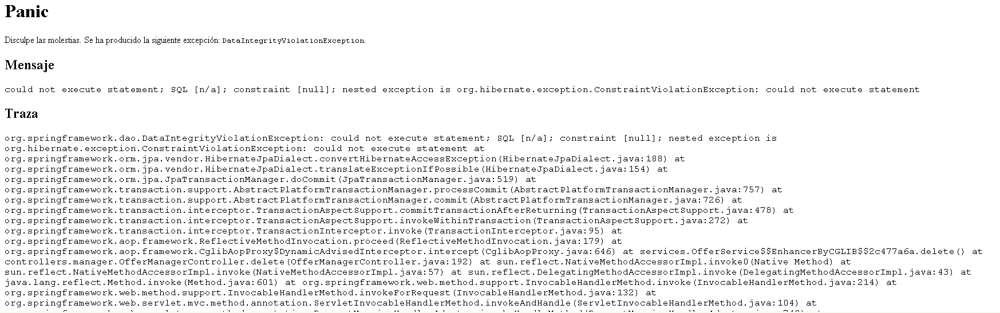 Panic
Disculpe las molestias. Se ha producido la siguiente excepción: DataIntegrityViolationException.
Mensaje
could not execute statement; SQL [n/a]; constraint [null]; nested exception is org.hibernate.exception.ConstraintViolationException: could not execute statement
Traza
org.springframework.dao.DataIntegrityViolationException: could not execute statement; SQL [n/a]; constraint [null]; nested exception is
org.hibernate.exception.ConstraintViolationException: could not execute statement at
org.springframework.orm.jpa.vendor.HibernateJpaDialect.convertHibernateAccessException(HibernateJpaDialect.java:188) at
org.springframework.orm.jpa.vendor.HibernateJpaDialect.translateExceptionIfPossible(HibernateJpaDialect.java:154) at
org.springframework.orm.jpa.JpaTransactionManager.doCommit(JpaTransactionManager.java:519) at
org.springframework.transaction.support.AbstractPlatformTransactionManager.processCommit(AbstractPlatformTransactionManager.java:757) at
org.springframework.transaction.support.AbstractPlatformTransactionManager.commit(AbstractPlatformTransactionManager.java:726) at
org.springframework.transaction.interceptor.TransactionAspectSupport.commitTransactionAfterReturning(TransactionAspectSupport.java:478) at
org.springframework.transaction.interceptor.TransactionAspectSupport.invokeWithinTransaction(TransactionAspectSupport.java:272) at
org.springframework.transaction.interceptor.TransactionInterceptor.invoke(TransactionInterceptor.java:95) at
org.springframework.aop.framework.ReflectiveMethodInvocation.proceed(ReflectiveMethodInvocation.java:179) at
org.springframework.aop.framework.CglibAopProxy$DynamicAdvisedInterceptor.intercept(CglibAopProxy.java:646) at services.OfferService$$EnhancerByCGLIB$$2c477a6a.delete() at
controllers.manager.OfferManagerController.delete(OfferManagerController.java:192) at sun.reflect.NativeMethodAccessorImpl.invoke0(Native Method) at
sun.reflect.NativeMethodAccessorImpl.invoke(NativeMethodAccessorImpl.java:57) at sun.reflect.DelegatingMethodAccessorImpl.invoke(DelegatingMethodAccessorImpl.java:43) at
java.lang.reflect.Method.invoke(Method.java:601) at org.springframework.web.method.support.InvocableHandlerMethod.invoke(InvocableHandlerMethod.java:214) at
org.springframework.web.method.support.InvocableHandlerMethod.invokeForRequest(InvocableHandlerMethod.java:132) at
org.springframework.web.servlet.mvc.method.annotation.ServletInvocableHandlerMethod.invokeAndHandle(ServletInvocableHandlerMethod.java:104) at